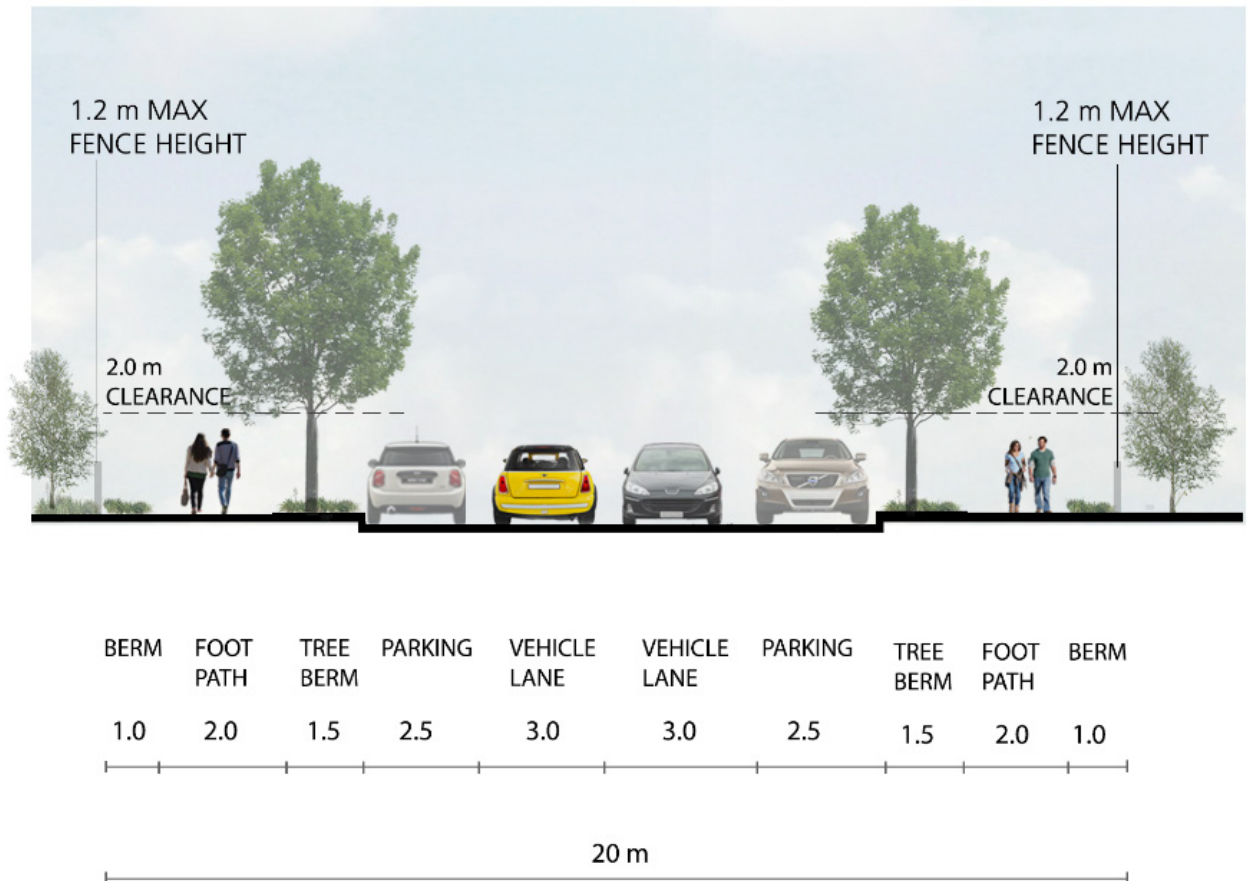 1.2 m MAX
FENCE HEIGHT
1.2 m MAX
FENCE HEIGHT
2.0 m
CLEARANCE
2.0 m
CLEARANCE
BERM
FOOT
PATH
TREE
BERM
PARKING
VEHICLE
LANE
VEHICLE
LANE
PARKING
TREE
BERM
FOOT
PATH
BERM
1.0 2.0 1.5 2.5 3.0 3.0 2.5 1.5 2.0 1.0
20 m